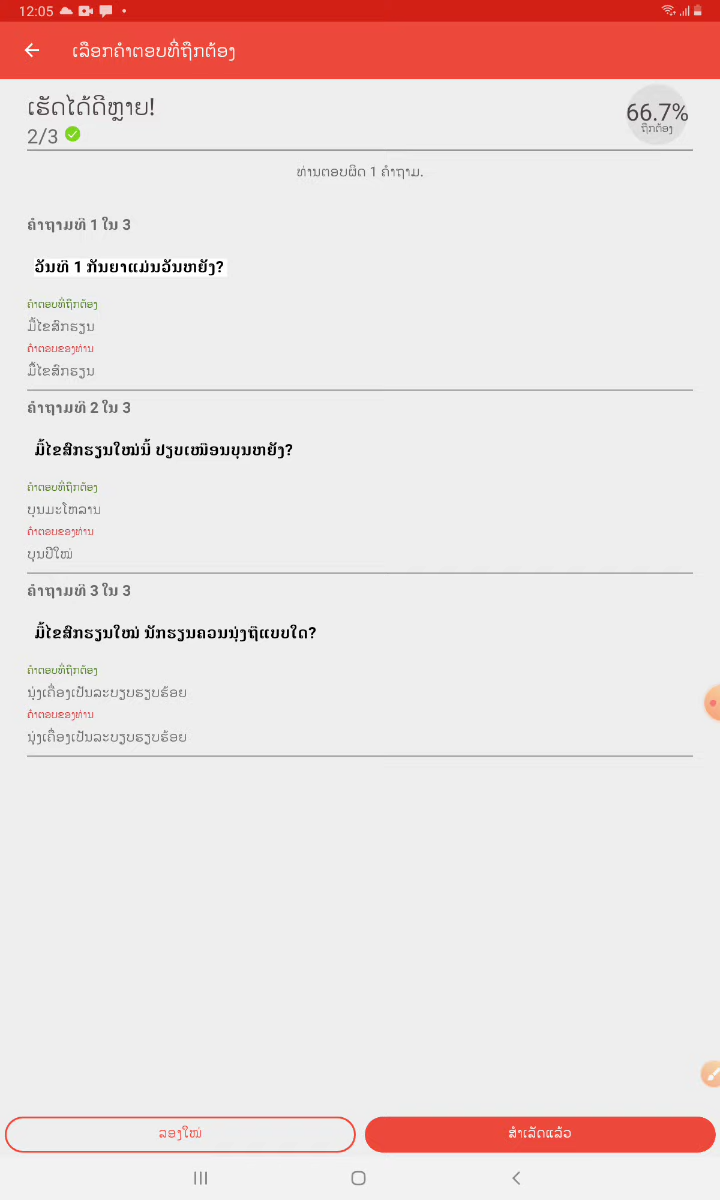 12:05
ເລືອກຄຳຕອບທີ່ຖືກຕ້ອງ
ເຮັດໄດ້ດີຫຼາຍ!
2/3
66.7%
ຖືກຕ້ອງ
ທ່ານຕອບຜິດ 1 ຄຳຖາມ.
ຄຳຖາມທີ 1 ໃນ 3
ວັນທີ 1 ກັນຍາແມ່ນວັນຫຍັງ?
ຄຳຕອບທີ່ຖືກຕ້ອງ
ມື້ໄຂສົກຮຽນ
ຄຳຕອບຂອງທ່ານ
ມື້ໄຂສົກຮຽນ
ຄຳຖາມທີ 2 ໃນ 3
ມື້ໄຂສົກຮຽນໃໝ່ນີ້ ປຽບເໝືອນບຸນຫຍັງ?
ຄຳຕອບທີ່ຖືກຕ້ອງ
ບຸນມະໂຫລານ
ຄຳຕອບຂອງທ່ານ
ບຸນປີໃໝ່
ຄຳຖາມທີ 3 ໃນ 3
ມື້ໄຂສົກຮຽນໃໝ່ ນັກຮຽນຄວນນຸ່ງຖືແບບໃດ?
ຄຳຕອບທີ່ຖືກຕ້ອງ
ນຸ່ງເຄື່ອງເປັນລະບຽບຮຽບຮ້ອຍ
ຄຳຕອບຂອງທ່ານ
ນຸ່ງເຄື່ອງເປັນລະບຽບຮຽບຮ້ອຍ
ລອງໃໝ່
ສຳເລັດແລ້ວ